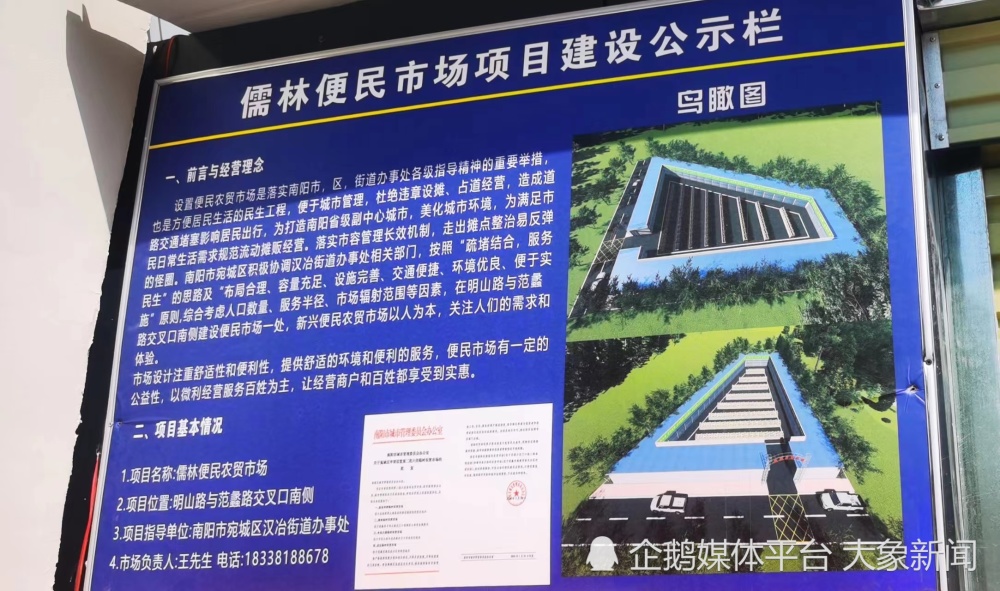 儒林便民市场项目建设公示栏
鸟瞰图
一、前言与经营理念
设置便民农贸市场是落实南阳市，区，街道办事处各级指导精神的重要举措，
也是方便居民生活的民生工程，便于城市管理，杜绝违章设摊、占道经营，造成道
路交通堵塞影响居民出行，为打造南阳省级副中心城市，美化城市环境，为满足市
民日常生活需求规范流动摊贩经营。落实市容管理长效机制，走出摊点整治易反弹
的怪圈。南阳市宛城区积极协调汉冶街道办事处相关部门，按照“疏堵结合，服务
民生”的思路及“布局合理、容量充足、设施完善、交通便捷、环境优良、便于实
施”原则,综合考虑人口数量、服务半径、市场辐射范围等因素，在明山路与范蠡
路交叉口南侧建设便民市场一处，新兴便民农贸市场以人为本，关注人们的需求和
体验。
市场设计注重舒适性和便利性，提供舒适的环境和便利的服务，便民市场有一定的
公益性，以微利经营服务百姓为主，让经营商户和百姓都享受到实惠。
二、项目基本情况
1.项目名称:儒林便民农贸市场
2.项目位置:明山路与范蠡路交叉口南侧
3.项目指导单位:南阳市宛城区汉冶街道办事处
4.市场负责人:王先生 电话:18338188678
南阳市城市管理委员会办公室
企鹅媒体平台 大象新闻